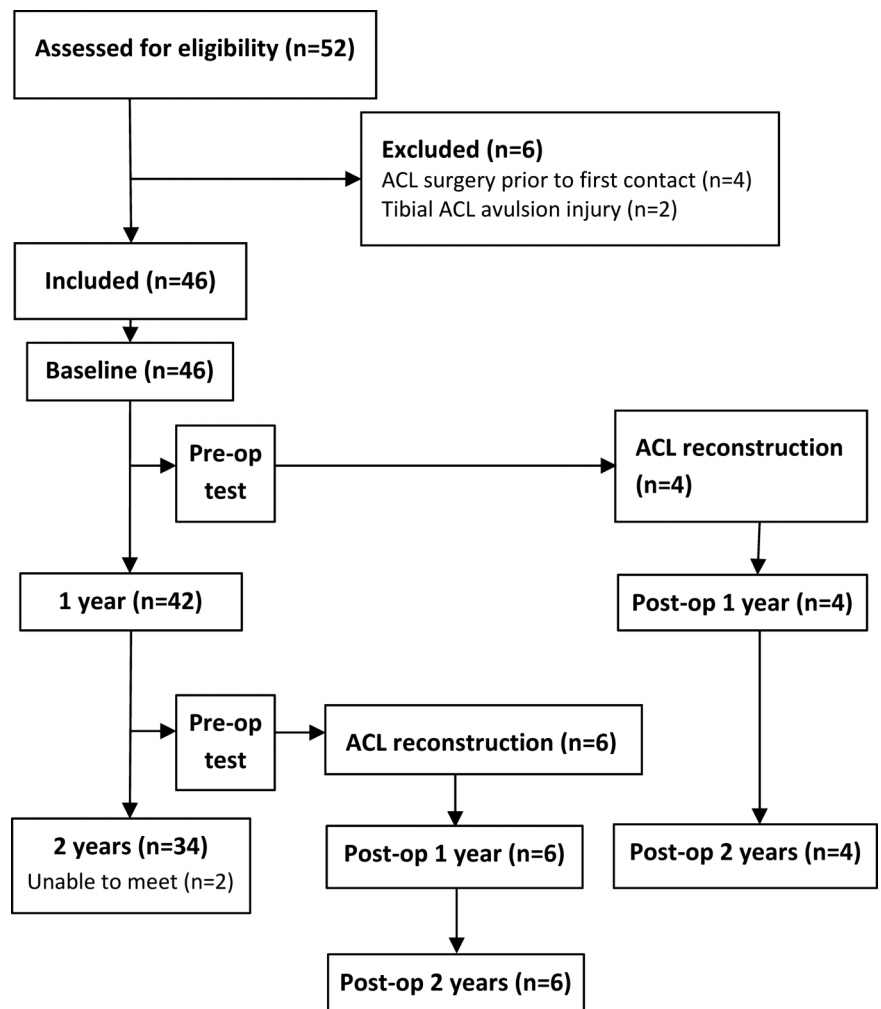 Assessed for eligibility (n=52)
Excluded (n=6)
ACL surgery prior to first contact (n=4)
Tibial ACL avulsion injury (n=2)
Included (n=46)
Baseline (n=46)
Pre-op
test
ACL reconstruction
(n=4)
1 year (n=42)
Post-op 1 year (n=4)
Pre-op
test
ACL reconstruction (n=6)
2 years (n=34)
Unable to meet (n=2)
Post-op 1 year (n=6)
Post-op 2 years (n=4)
Post-op 2 years (n=6)